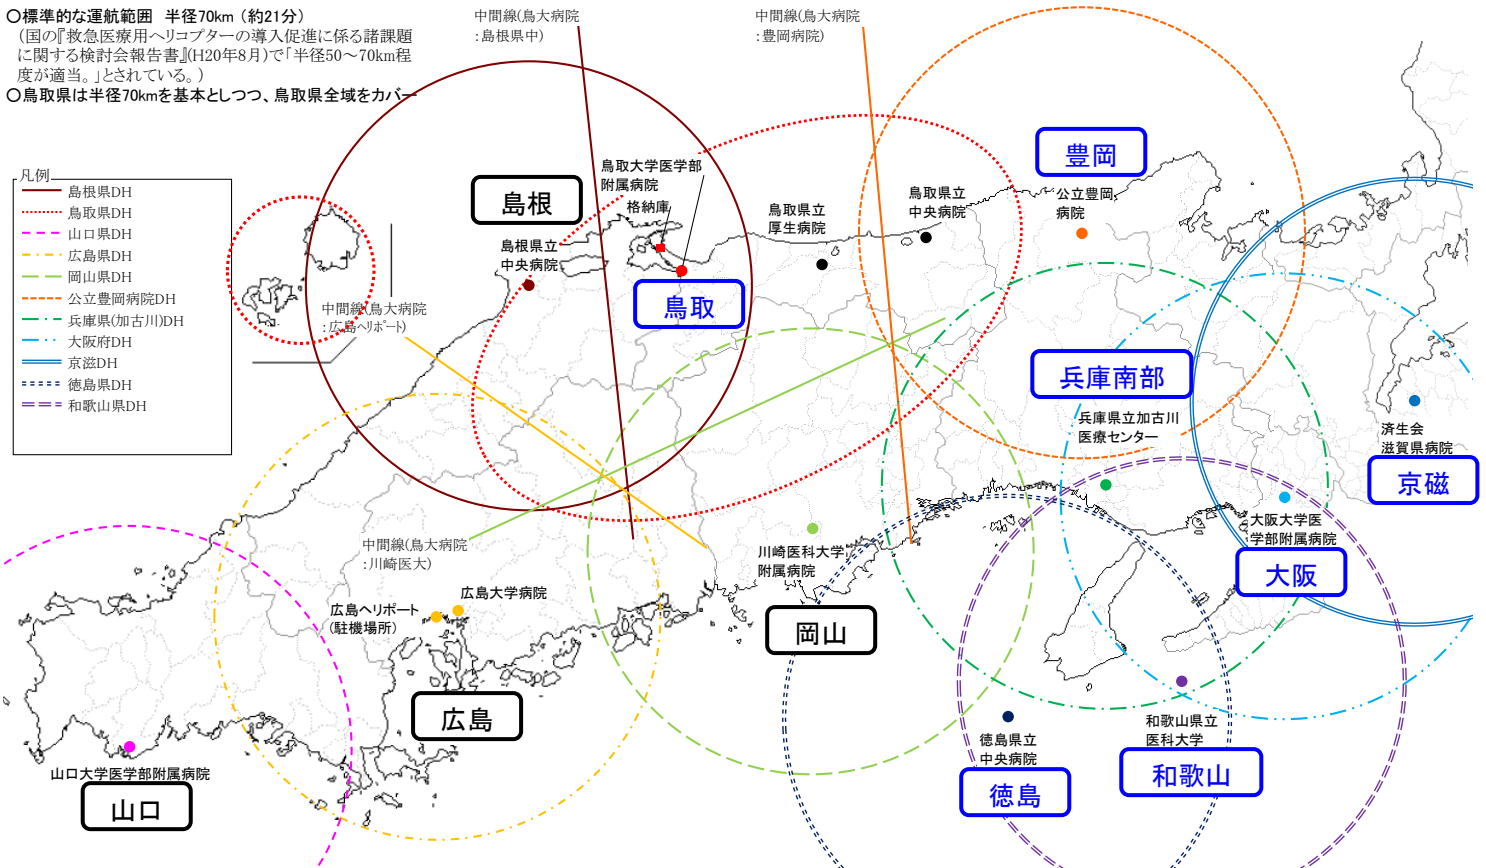 ○標準的な運航範囲　半径70km（約21分）
（国の『救急医療用ヘリコプターの導入促進に係る諸課題
に関する検討会報告書』(H20年8月)で「半径50～70km程
度が適当。」とされている。）
○鳥取県は半径70kmを基本としつつ、鳥取県全域をカバー
中間線(鳥大病院
：島根県中)
中間線(鳥大病院
：豊岡病院)
凡例
島根県DH
鳥取県DH
山口県DH
広島県DH
岡山県DH
公立豊岡病院DH
兵庫県(加古川)DH
大阪府DH
京滋DH
徳島県DH
和歌山県DH
島根
鳥取大学医学部
附属病院
格納庫
島根県立
中央病院
鳥取
鳥取県立
厚生病院
鳥取県立
中央病院
豊岡
公立豊岡
病院
中間線(鳥大病院
：広島ヘリポート)
兵庫南部
兵庫県立加古川
医療センター
済生会
滋賀県病院
京磁
大阪大学医
学部附属病院
大阪
中間線(鳥大病院
：川崎医大)
川崎医科大学
附属病院
岡山
広島ヘリポート
（駐機場所）
広島大学病院
広島
山口大学医学部附属病院
山口
徳島県立
中央病院
徳島
和歌山県立
医科大学
和歌山